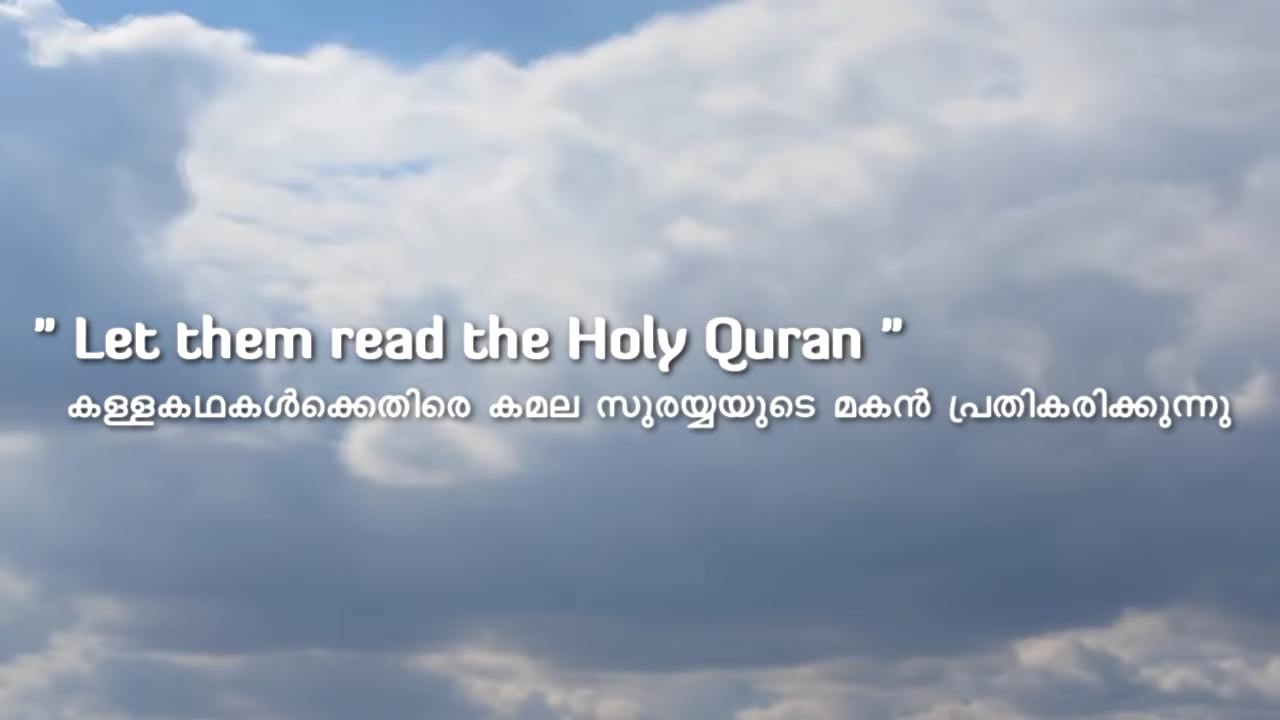 " Let them read the Holy Quran "
കള്ളകഥകൾക്കെതിരെ കമല സുരയ്യയുടെ മകൻ പ്രതികരിക്കുന്നു